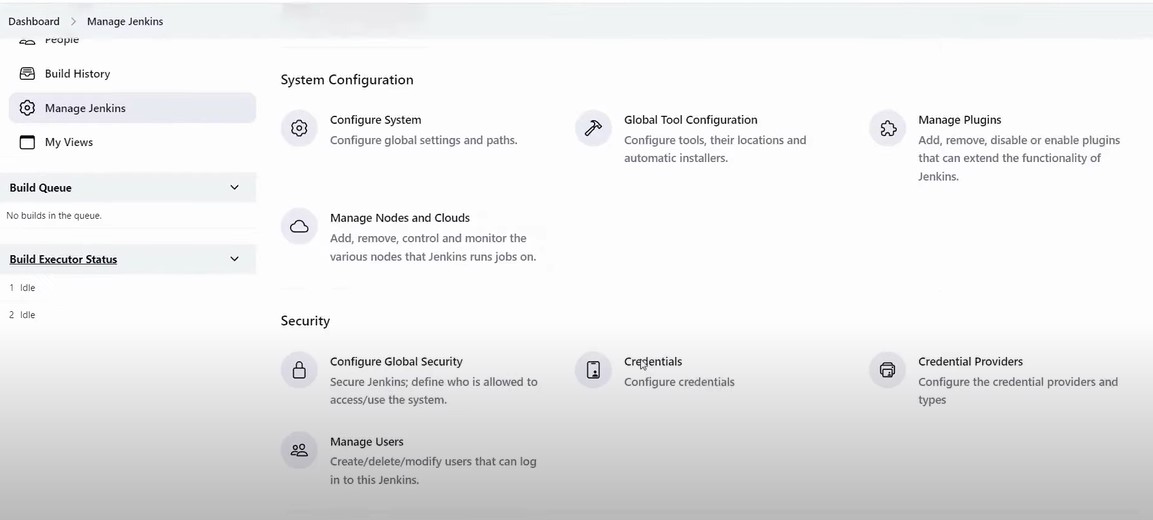 Dashboard > Manage Jenkins
People
Build History
Manage Jenkins
My Views
Build Queue
No builds in the queue.
Build Executor Status
1 Idle
2 Idle
System Configuration
Configure System
Configure global settings and paths.
Global Tool Configuration
Configure tools, their locations and
automatic installers.
Manage Plugins
Add, remove, disable or enable plugins
that can extend the functionality of
Jenkins.
Manage Nodes and Clouds
Add, remove, control and monitor the
various nodes that Jenkins runs jobs on.
Security
Configure Global Security
Secure Jenkins; define who is allowed to
access/use the system.
Credentials
Configure credentials
Credential Providers
Configure the credential providers and
types
Manage Users
Create/delete/modify users that can log
in to this Jenkins.